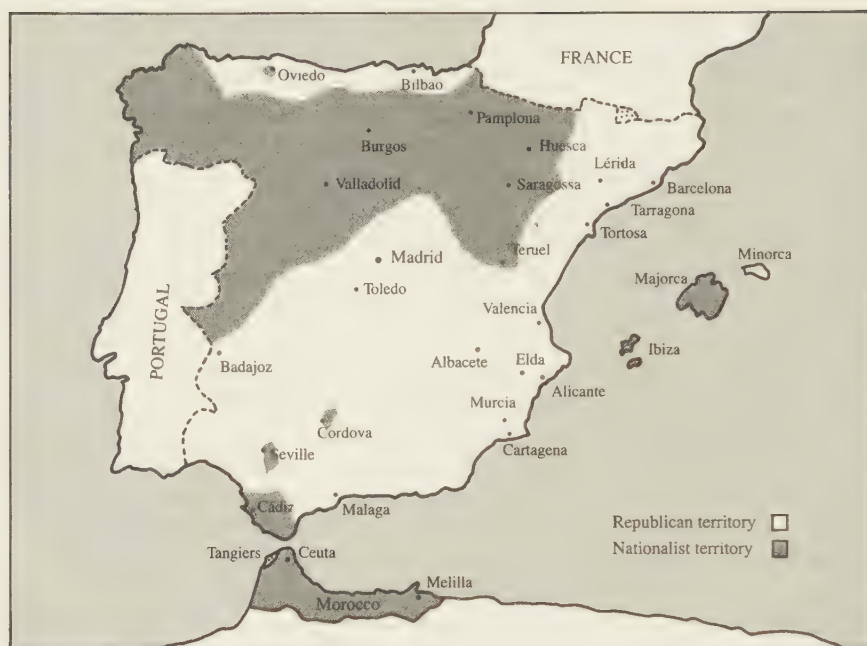 FRANCE
Oviedo
Bilbao
Pamplona
Burgos
Huesca
Lérida
Valladolid
Saragossa
Barcelona
Tarragona
Tortosa
Madrid
Teruel
Minorca
Majorca
Toledo
PORTUGAL
Valencia
Badajoz
Albacete
Elda
Ibiza
Alicante
Murcia
Cordova
Cartagena
Seville
Cádiz
Malaga
Republican territory
Nationalist territory
Tangiers
Ceuta
Melilla
Morocco